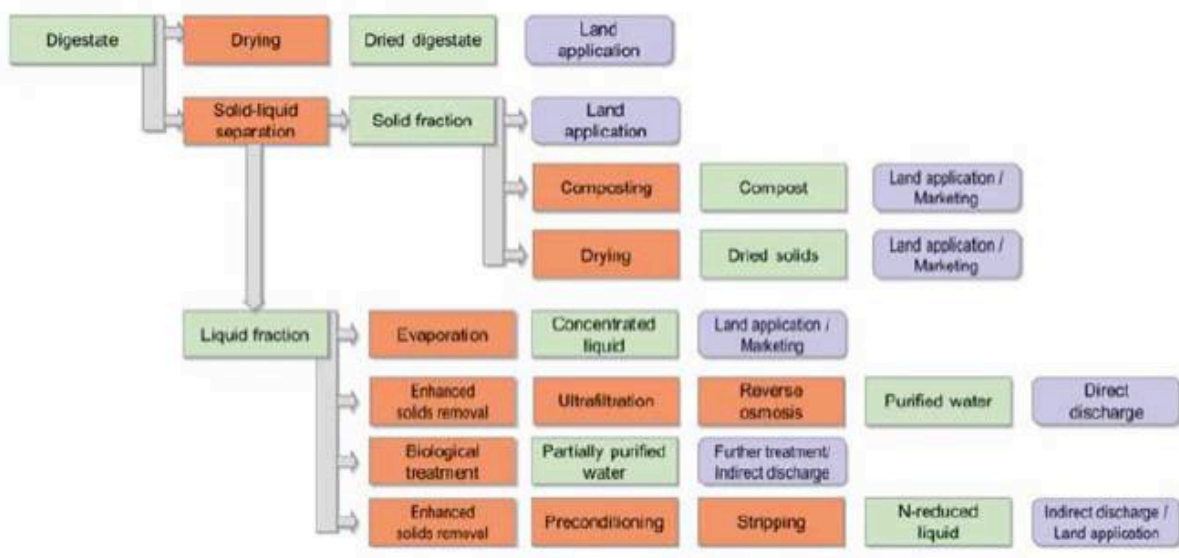 Digestate
Drying
Dried digestate
Land
application
Solid-liquid
separation
Solid fraction
Land
application
Composting
Compost
Land application /
Marketing
Drying
Dried solids
Land application /
Marketing
Liquid fraction
Evaporation
Concentrated
liquid
Land application /
Marketing
Enhanced
solids removal
Ultrafiltration
Reverse
osmosis
Purified water
Direct
discharge
Biological
treatment
Partially purified
water
Further treatment/
Indirect discharge
Enhanced
solids removal
Preconditioning
Stripping
N-reduced
liquid
Indirect discharge /
Land application